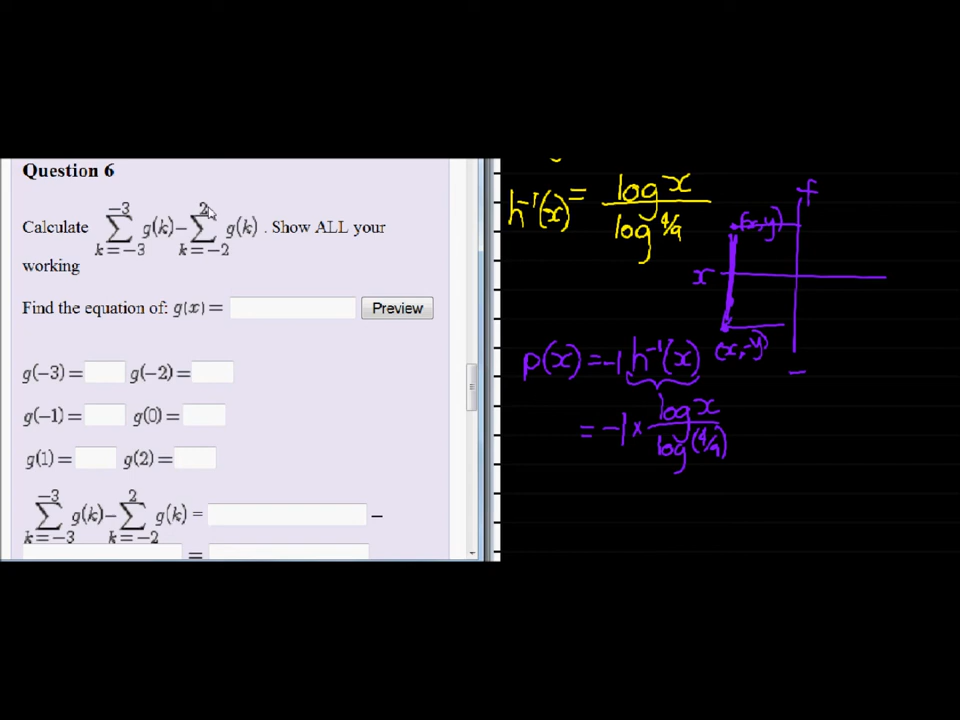 Question 6
Calculate \sum_{k=-3}^{-3} g(k) - \sum_{k=-2}^{2} g(k) . Show ALL your
working
Find the equation of: g(x) = Preview
g(-3) = g(-2) =
g(-1) = g(0) =
g(1) = g(2) =
\sum_{k=-3}^{-3} g(k) - \sum_{k=-2}^{2} g(k) = –
=
h⁻¹(x) = \frac{log x}{log 4/9}
+
(x,y)
x
(x,-y)
–
p(x) = -1 h⁻¹(x)
= -1 × \frac{log x}{log (4/9)}